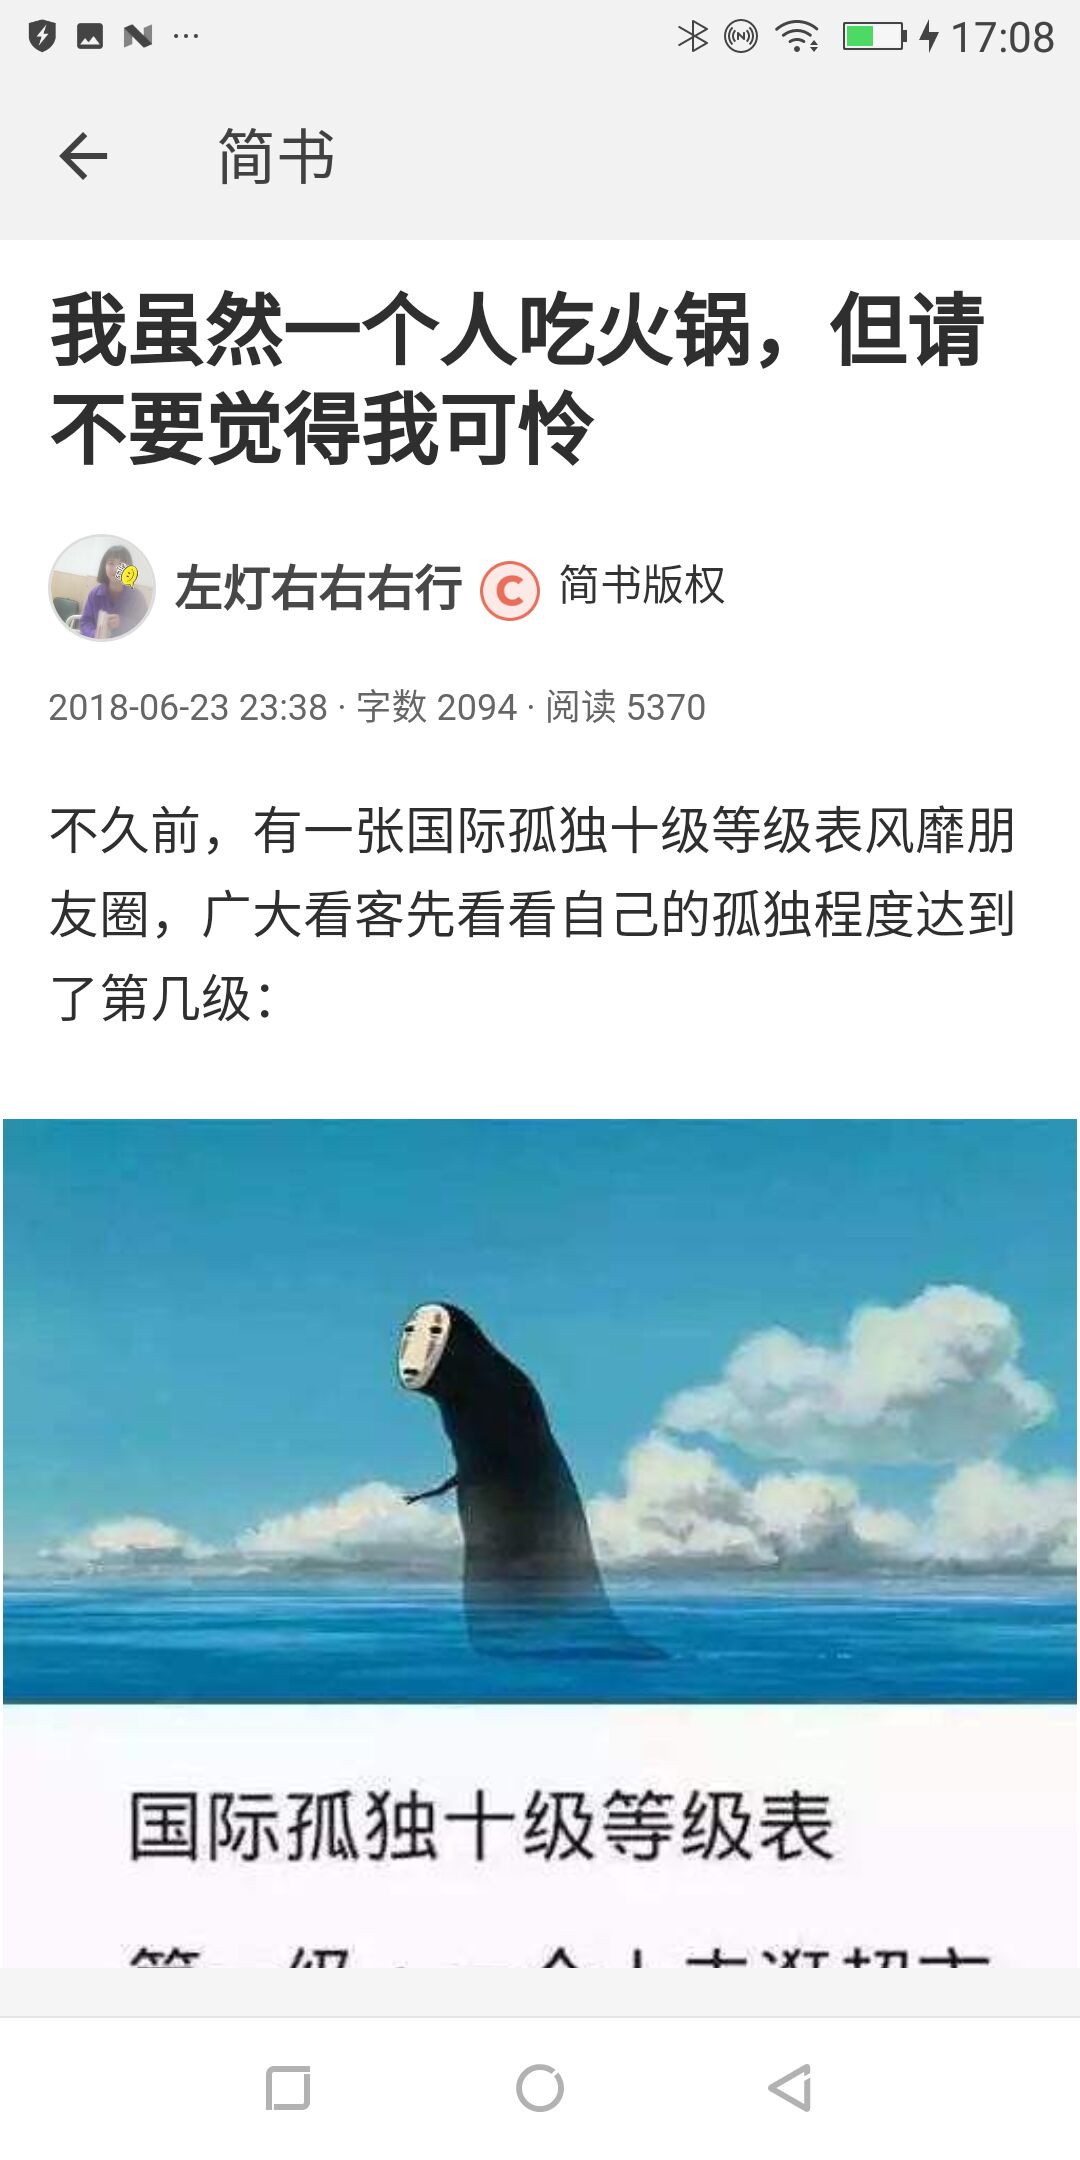 17:08
简书
我虽然一个人吃火锅，但请
不要觉得我可怜
左灯右右右行 C 简书版权
2018-06-23 23:38 · 字数 2094 · 阅读 5370
不久前，有一张国际孤独十级等级表风靡朋
友圈，广大看客先看看自己的孤独程度达到
了第几级：
国际孤独十级等级表